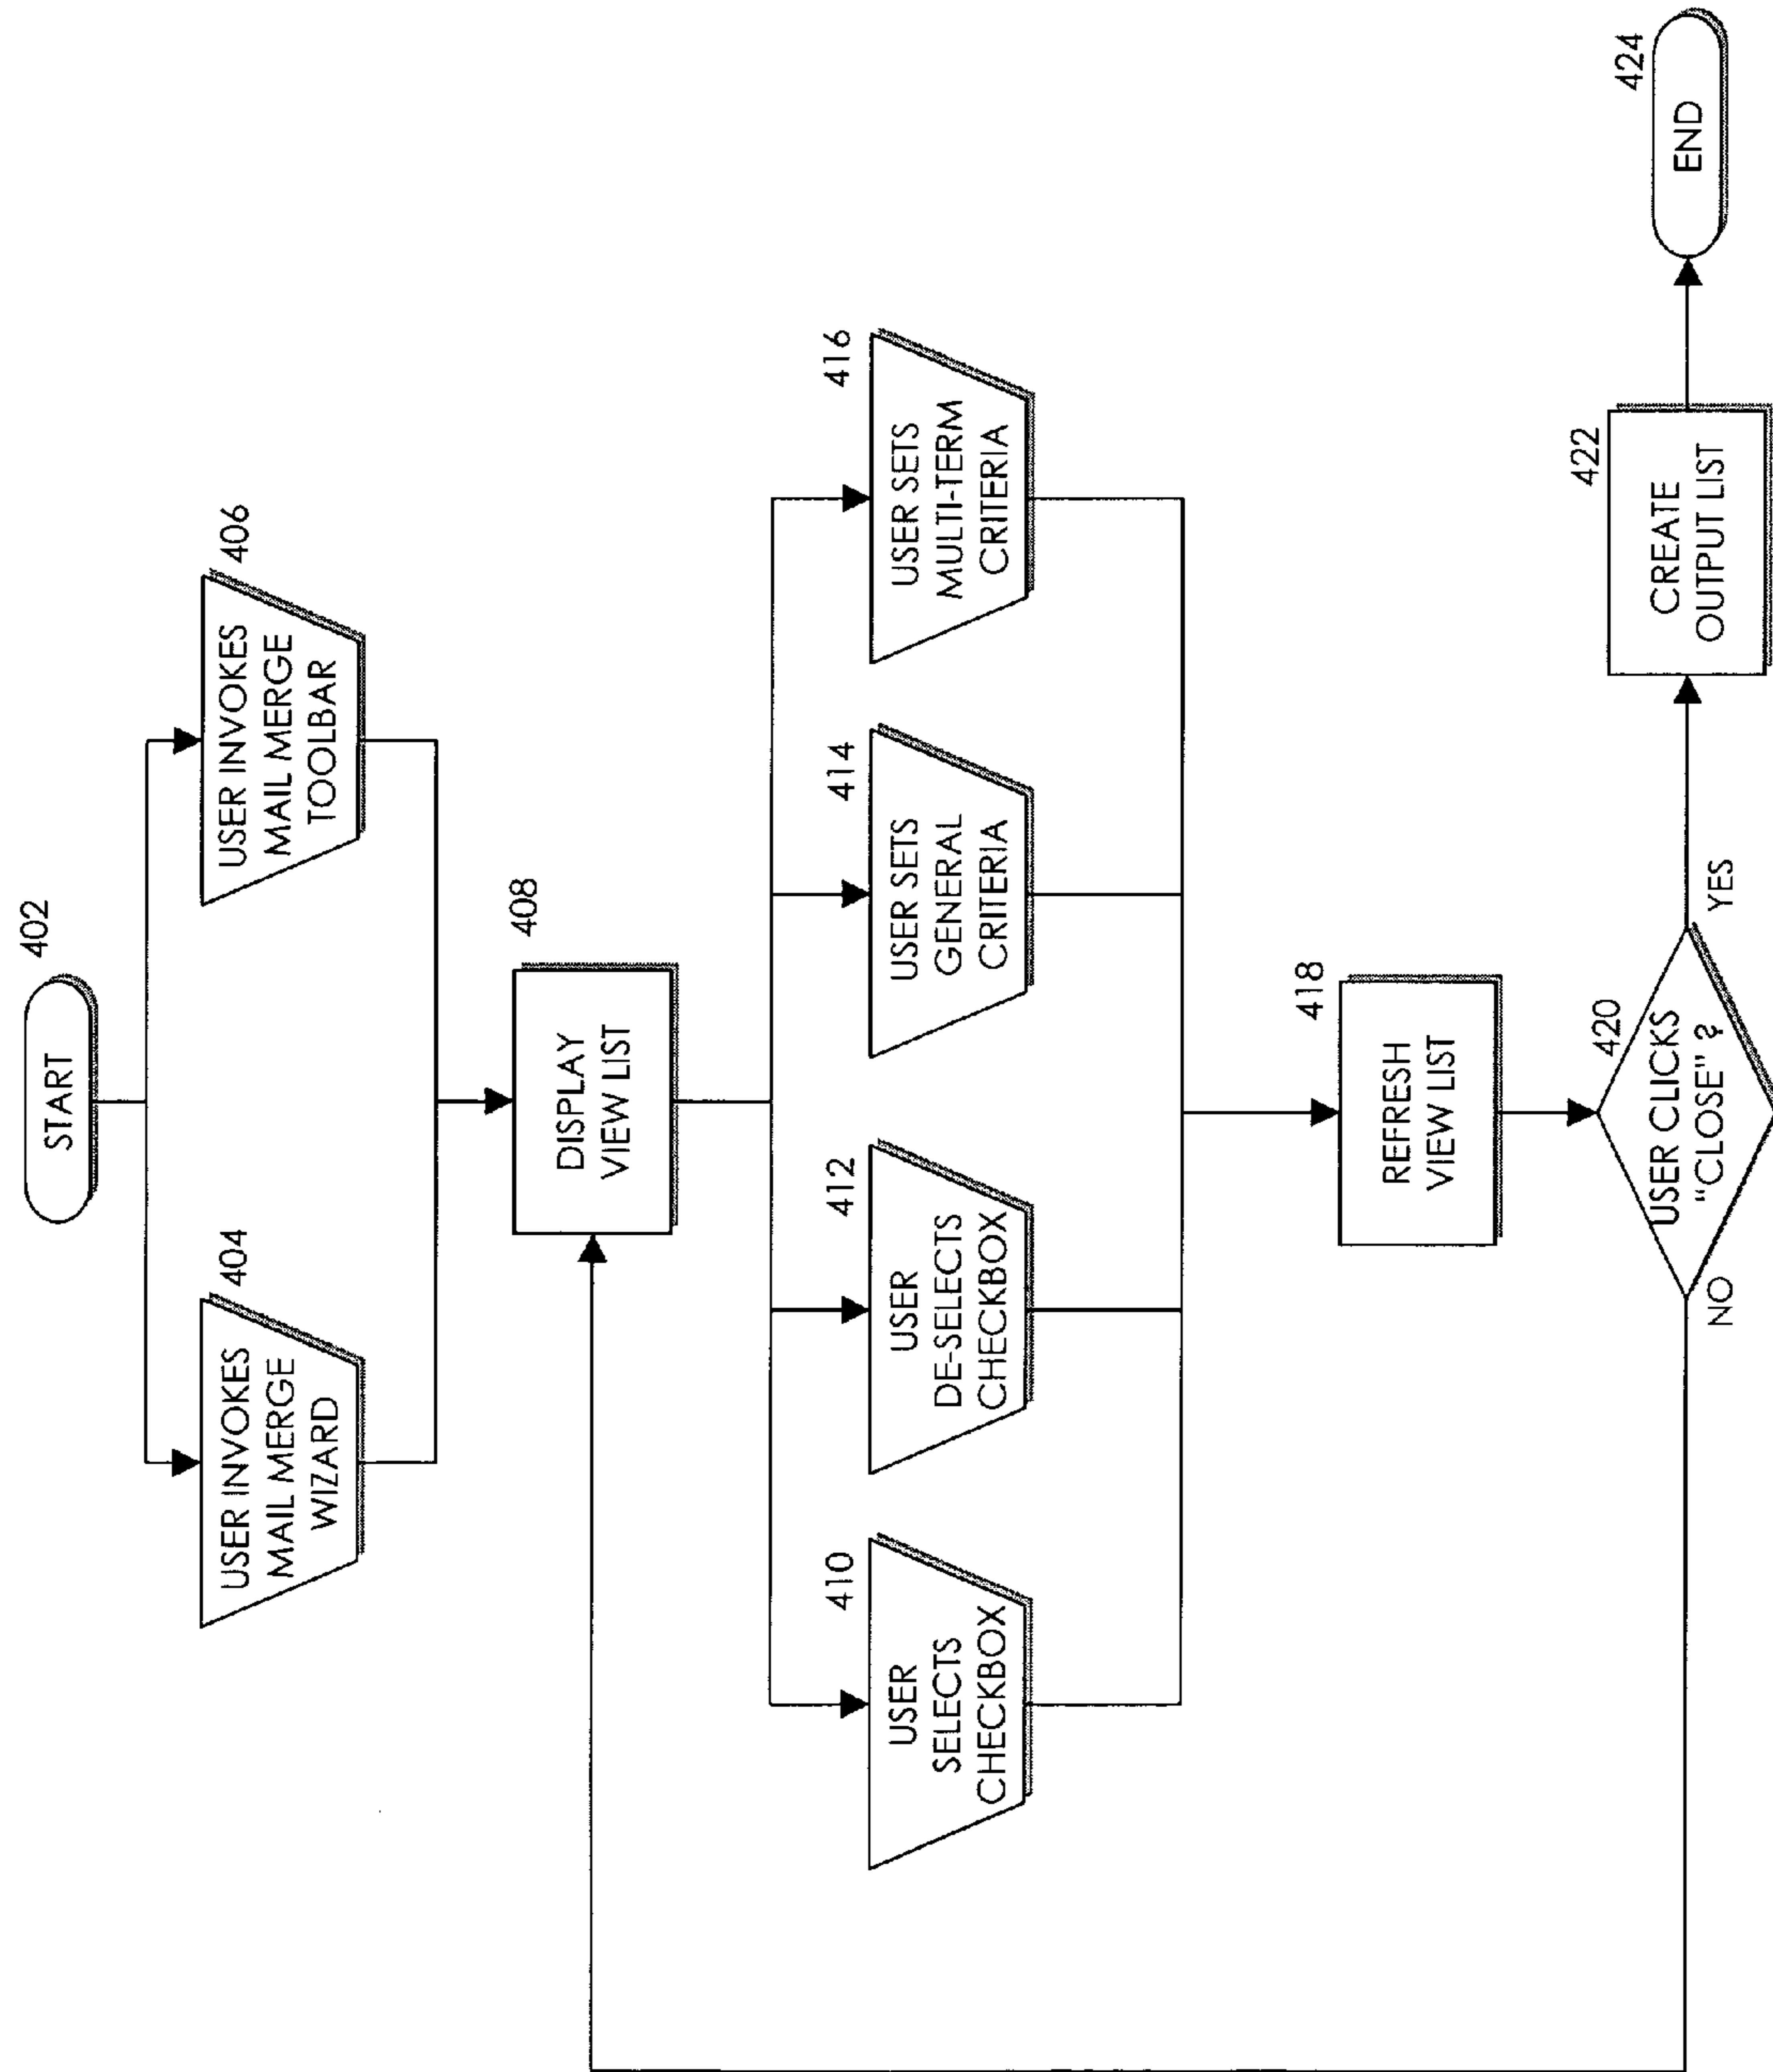 402
START
404
USER INVOKES
MAIL MERGE
WIZARD
406
USER INVOKES
MAIL MERGE
TOOLBAR
408
DISPLAY
VIEW LIST
410
USER
SELECTS
CHECKBOX
412
USER
DE-SELECTS
CHECKBOX
414
USER SETS
GENERAL
CRITERIA
416
USER SETS
MULTI-TERM
CRITERIA
418
REFRESH
VIEW LIST
420
USER CLICKS
"CLOSE" ?
NO
YES
422
CREATE
OUTPUT LIST
424
END